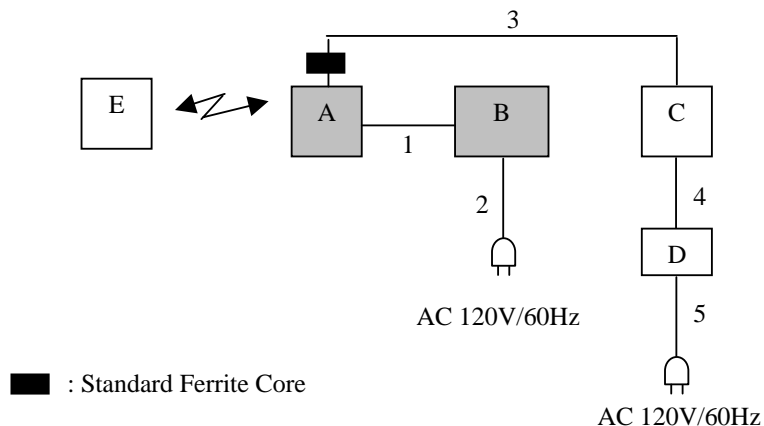 3
E
A
B
C
1
2
4
D
AC 120V/60Hz
5
: Standard Ferrite Core
AC 120V/60Hz